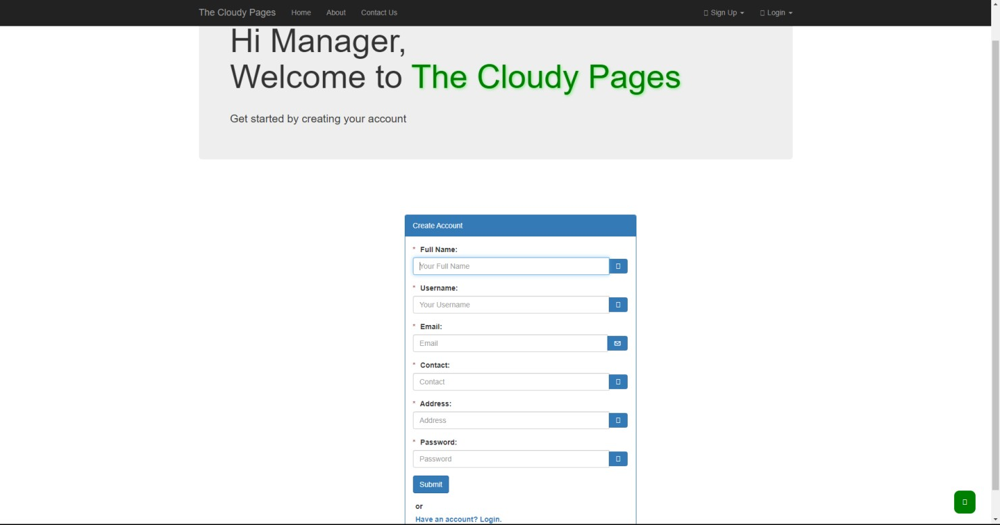 The Cloudy Pages Home About Contact Us Sign Up Login
Hi Manager,
Welcome to The Cloudy Pages
Get started by creating your account
Create Account
* Full Name:
Your Full Name
* Username:
Your Username
* Email:
Email
* Contact:
Contact
* Address:
Address
* Password:
Password
Submit
or
Have an account? Login.